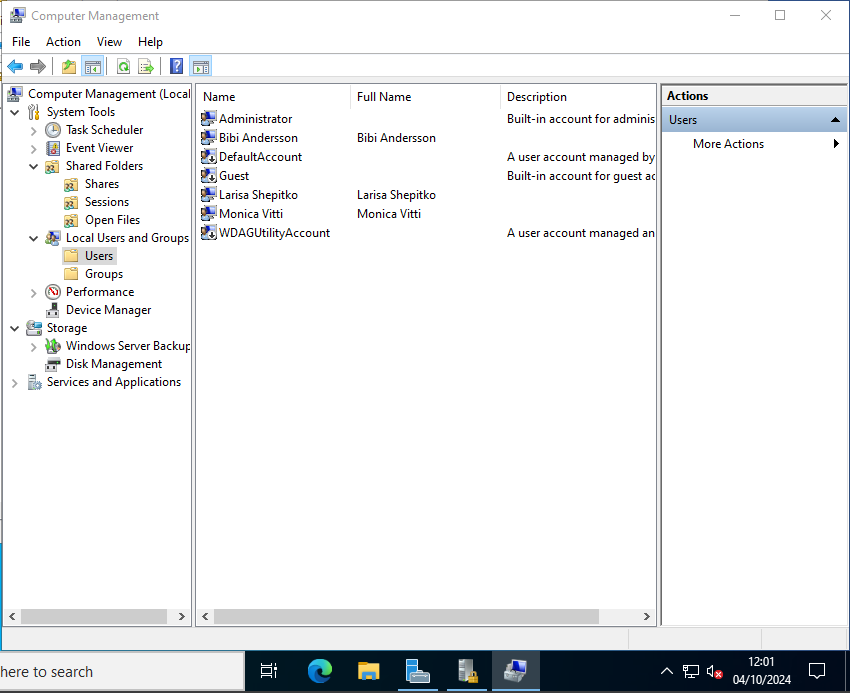 Computer Management
File Action View Help
Computer Management (Local
System Tools
Task Scheduler
Event Viewer
Shared Folders
Shares
Sessions
Open Files
Local Users and Groups
Users
Groups
Performance
Device Manager
Storage
Windows Server Backup
Disk Management
Services and Applications
Name Full Name Description
Administrator Built-in account for adminis
Bibi Andersson Bibi Andersson
DefaultAccount A user account managed by
Guest Built-in account for guest ac
Larisa Shepitko Larisa Shepitko
Monica Vitti Monica Vitti
WDAGUtilityAccount A user account managed an
Actions
Users
More Actions
here to search
12:01
04/10/2024